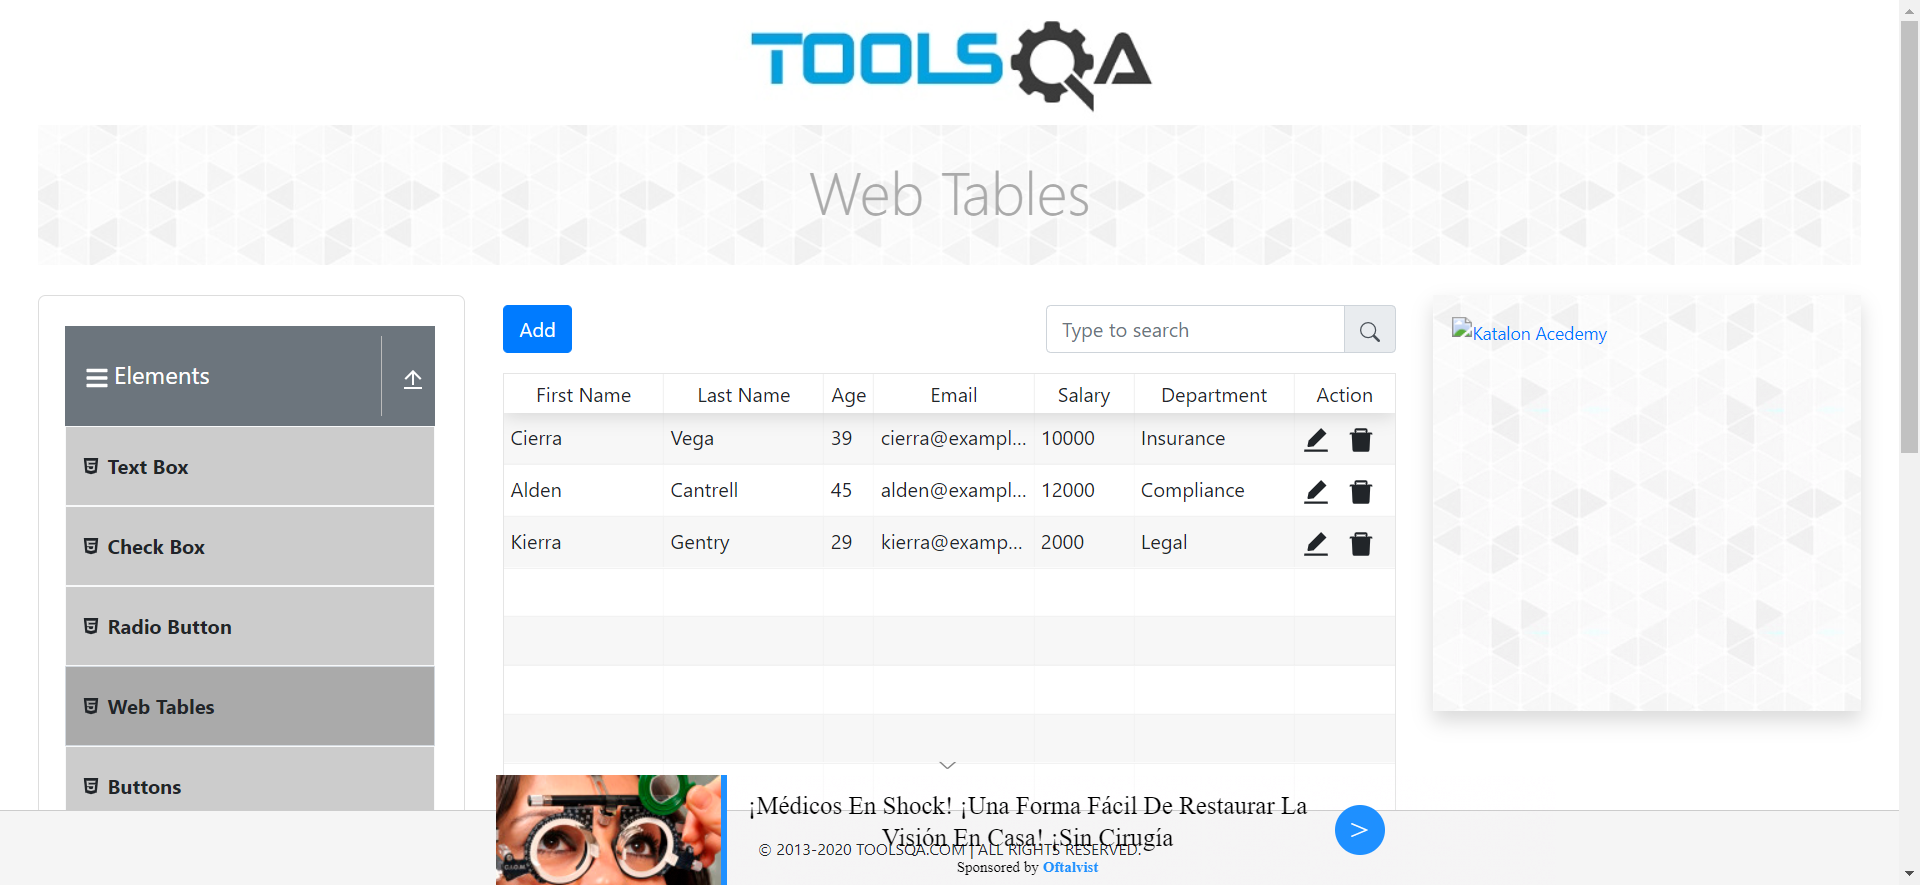 TOOLSQA
Web Tables
Elements
Text Box
Check Box
Radio Button
Web Tables
Buttons
Add
Type to search
First Name Last Name Age Email Salary Department Action
Cierra Vega 39 cierra@exampl... 10000 Insurance
Alden Cantrell 45 alden@exampl... 12000 Compliance
Kierra Gentry 29 kierra@examp... 2000 Legal
Katalon Acedemy
¡Médicos En Shock! ¡Una Forma Fácil De Restaurar La
Visión En Casa! ¡Sin Cirugía
>
© 2013-2020 TOOLSQA.COM | ALL RIGHTS RESERVED.
Sponsored by Oftalvist